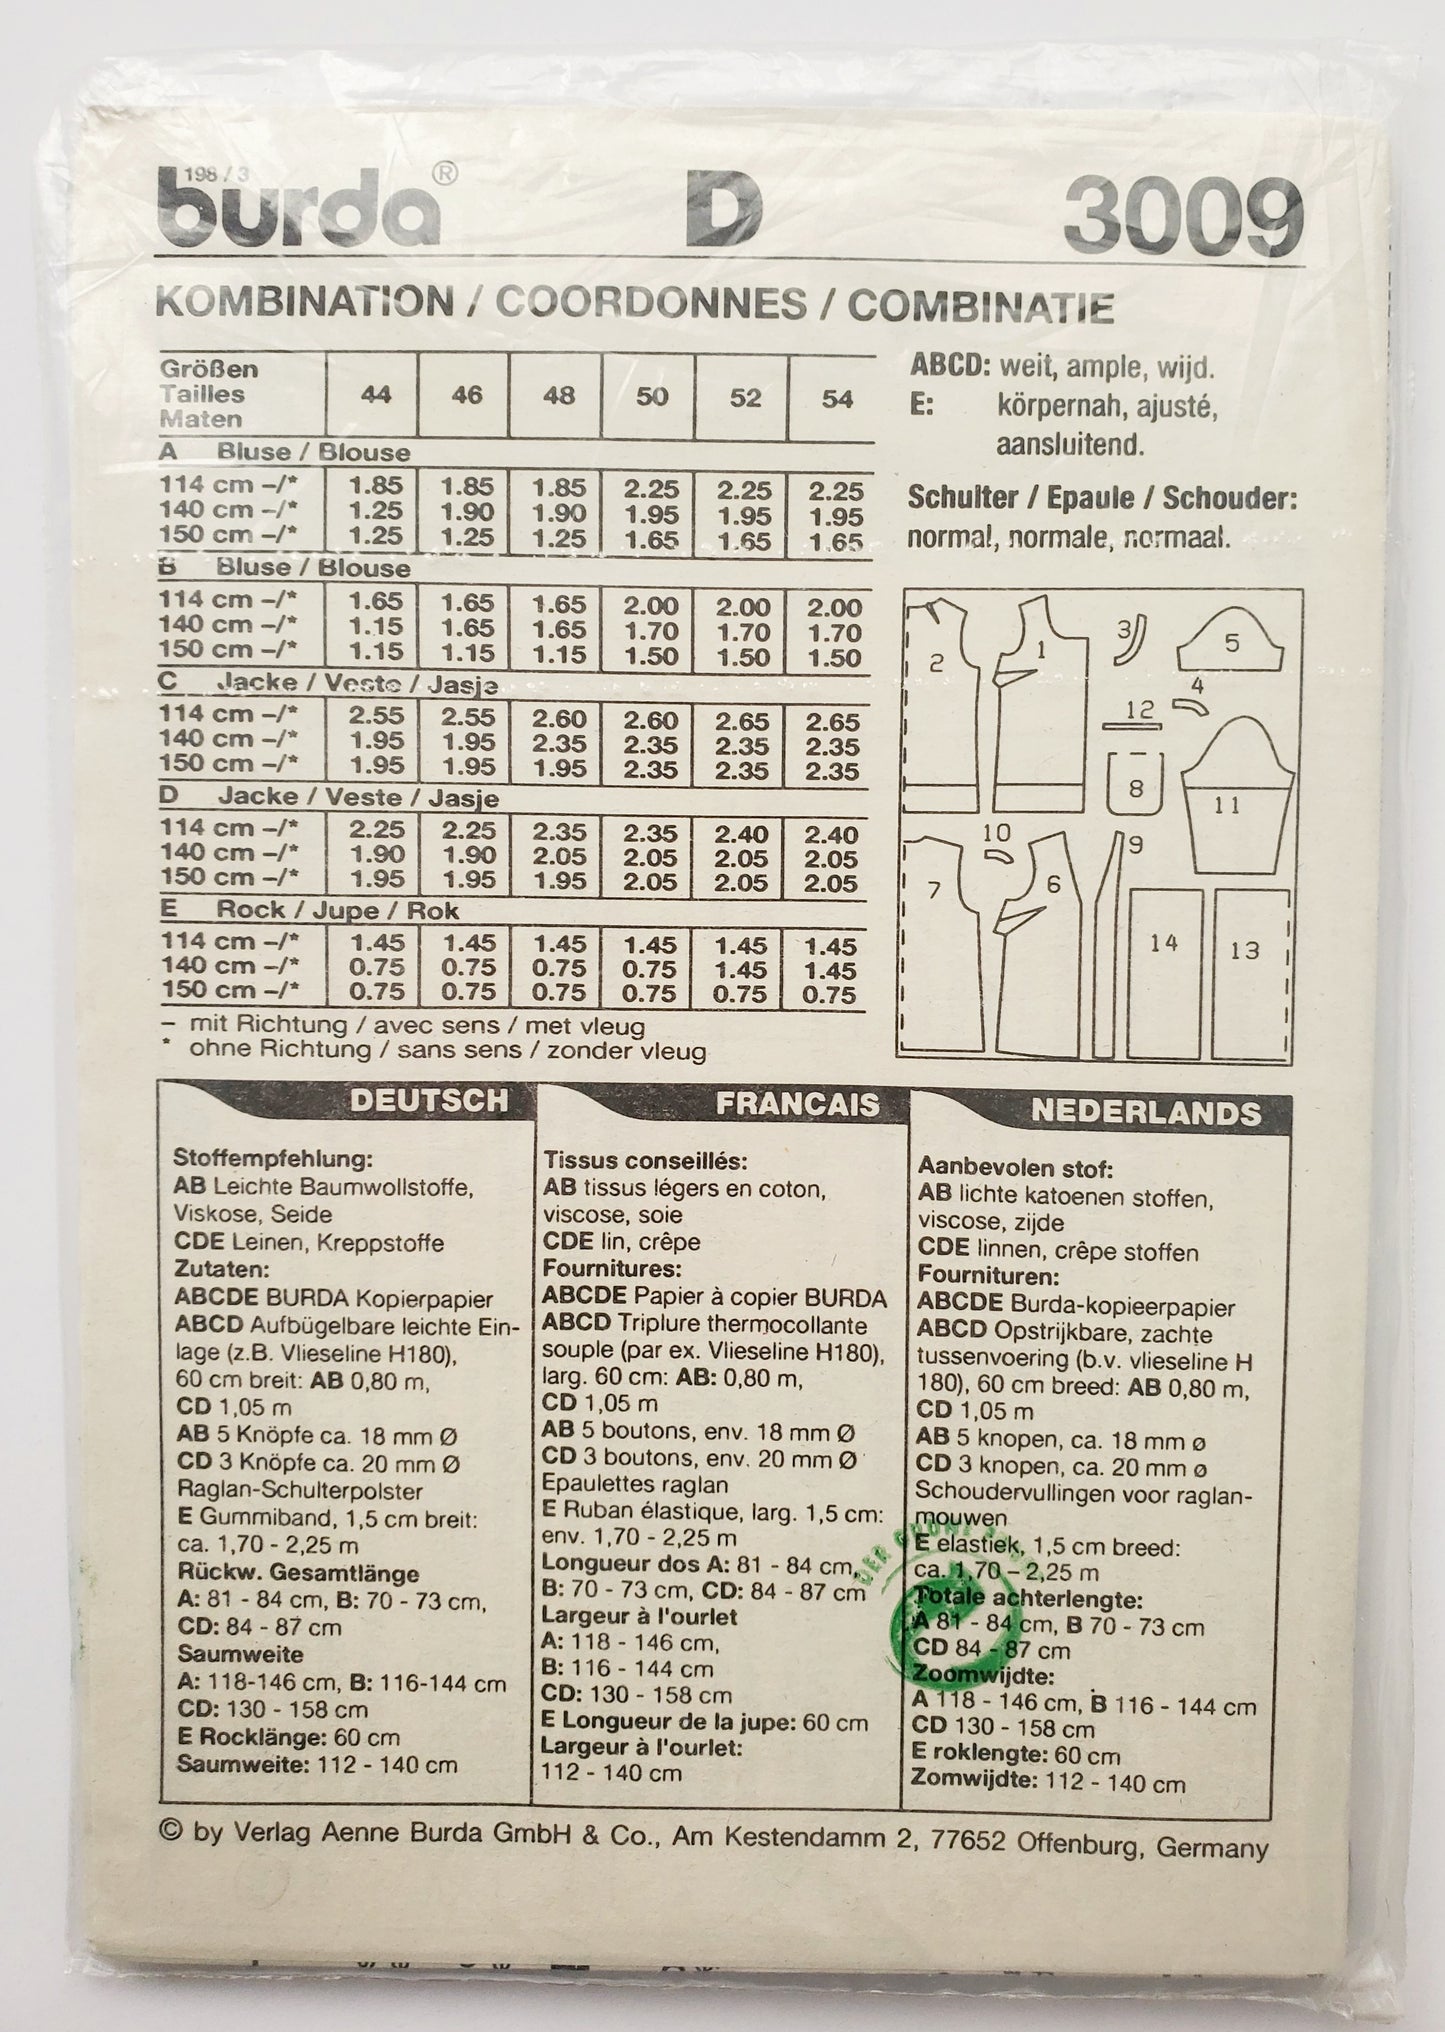 198 / 3
burda® D 3009
KOMBINATION / COORDONNES / COMBINATIE
Größen
Tailles
Maten
44 46 48 50 52 54
A Bluse / Blouse
114 cm –/* 1.85 1.85 1.85 2.25 2.25 2.25
140 cm –/* 1.25 1.90 1.90 1.95 1.95 1.95
150 cm –/* 1.25 1.25 1.25 1.65 1.65 1.65
B Bluse / Blouse
114 cm –/* 1.65 1.65 1.65 2.00 2.00 2.00
140 cm –/* 1.15 1.65 1.65 1.70 1.70 1.70
150 cm –/* 1.15 1.15 1.15 1.50 1.50 1.50
C Jacke / Veste / Jasje
114 cm –/* 2.55 2.55 2.60 2.60 2.65 2.65
140 cm –/* 1.95 1.95 2.35 2.35 2.35 2.35
150 cm –/* 1.95 1.95 1.95 2.35 2.35 2.35
D Jacke / Veste / Jasje
114 cm –/* 2.25 2.25 2.35 2.35 2.40 2.40
140 cm –/* 1.90 1.90 2.05 2.05 2.05 2.05
150 cm –/* 1.95 1.95 1.95 2.05 2.05 2.05
E Rock / Jupe / Rok
114 cm –/* 1.45 1.45 1.45 1.45 1.45 1.45
140 cm –/* 0.75 0.75 0.75 0.75 1.45 1.45
150 cm –/* 0.75 0.75 0.75 0.75 0.75 0.75
– mit Richtung / avec sens / met vleug
* ohne Richtung / sans sens / zonder vleug
ABCD: weit, ample, wijd.
E: körpernah, ajusté,
aansluitend.
Schulter / Epaule / Schouder:
normal, normale, normaal.
2 1 3 5
4
12
8 11
10 9
7 6 14 13
DEUTSCH
Stoffempfehlung:
AB Leichte Baumwollstoffe,
Viskose, Seide
CDE Leinen, Kreppstoffe
Zutaten:
ABCDE BURDA Kopierpapier
ABCD Aufbügelbare leichte Ein-
lage (z.B. Vlieseline H180),
60 cm breit: AB 0,80 m,
CD 1,05 m
AB 5 Knöpfe ca. 18 mm Ø
CD 3 Knöpfe ca. 20 mm Ø
Raglan-Schulterpolster
E Gummiband, 1,5 cm breit:
ca. 1,70 - 2,25 m
Rückw. Gesamtlänge
A: 81 - 84 cm, B: 70 - 73 cm,
CD: 84 - 87 cm
Saumweite
A: 118-146 cm, B: 116-144 cm
CD: 130 - 158 cm
E Rocklänge: 60 cm
Saumweite: 112 - 140 cm
FRANCAIS
Tissus conseillés:
AB tissus légers en coton,
viscose, soie
CDE lin, crêpe
Fournitures:
ABCDE Papier à copier BURDA
ABCD Triplure thermocollante
souple (par ex. Vlieseline H180),
larg. 60 cm: AB: 0,80 m,
CD 1,05 m
AB 5 boutons, env. 18 mm Ø
CD 3 boutons, env. 20 mm Ø
Epaulettes raglan
E Ruban élastique, larg. 1,5 cm:
env. 1,70 - 2,25 m
Longueur dos A: 81 - 84 cm,
B: 70 - 73 cm, CD: 84 - 87 cm
Largeur à l'ourlet
A: 118 - 146 cm,
B: 116 - 144 cm
CD: 130 - 158 cm
E Longueur de la jupe: 60 cm
Largeur à l'ourlet:
112 - 140 cm
NEDERLANDS
Aanbevolen stof:
AB lichte katoenen stoffen,
viscose, zijde
CDE linnen, crêpe stoffen
Fournituren:
ABCDE Burda-kopieerpapier
ABCD Opstrijkbare, zachte
tussenvoering (b.v. vlieseline H
180), 60 cm breed: AB 0,80 m,
CD 1,05 m
AB 5 knopen, ca. 18 mm ø
CD 3 knopen, ca. 20 mm ø
Schoudervullingen voor raglan-
mouwen
E elastiek, 1,5 cm breed:
ca. 1,70 – 2,25 m
Totale achterlengte:
A 81 - 84 cm, B 70 - 73 cm
CD 84 - 87 cm
Zoomwijdte:
A 118 - 146 cm, B 116 - 144 cm
CD 130 - 158 cm
E roklengte: 60 cm
Zomwijdte: 112 - 140 cm
DER GRÜNE
© by Verlag Aenne Burda GmbH & Co., Am Kestendamm 2, 77652 Offenburg, Germany